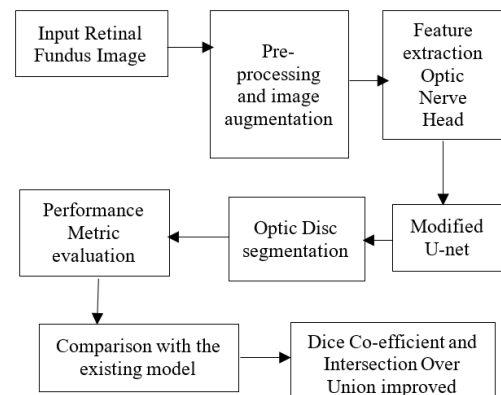 Input Retinal
Fundus Image
Pre-
processing
and image
augmentation
Feature
extraction
Optic
Nerve
Head
Modified
U-net
Optic Disc
segmentation
Performance
Metric
evaluation
Comparison with the
existing model
Dice Co-efficient and
Intersection Over
Union improved